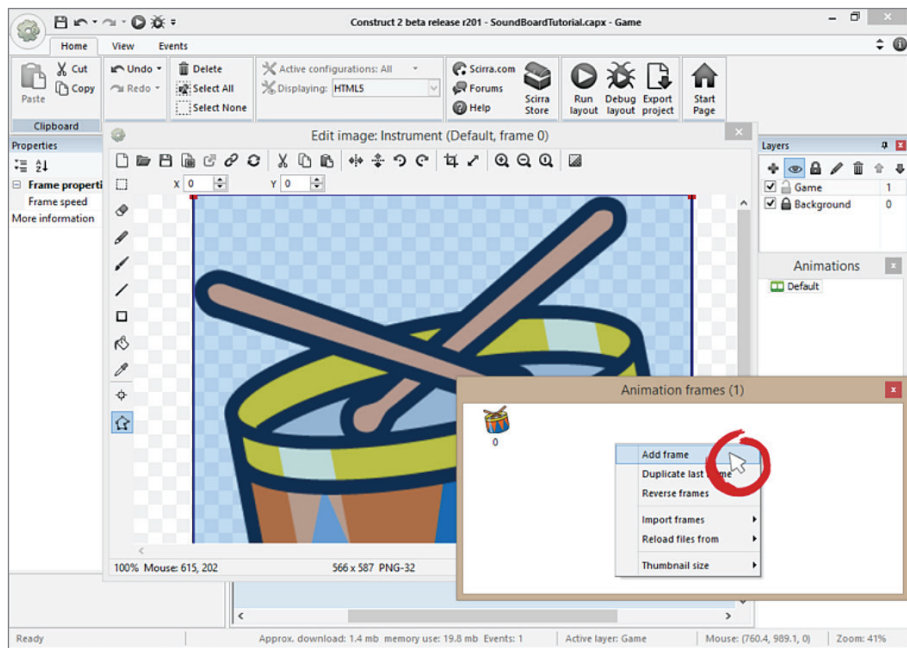 Construct 2 beta release r201 - SoundBoardTutorial.capx - Game
Home View Events
Paste
Cut
Copy
Clipboard
Undo
Redo
Delete
Select All
Select None
Active configurations: All
Displaying: HTML5
Scirra.com
Forums
Help
Scirra Store
Run layout
Debug layout
Export project
Start Page
Properties
Frame properti
Frame speed
More information
Edit image: Instrument (Default, frame 0)
X 0 Y 0
100% Mouse: 615, 202 566 x 587 PNG-32
Layers
Game 1
Background 0
Animations
Default
Animation frames (1)
0
Add frame
Duplicate last frame
Reverse frames
Import frames
Reload files from
Thumbnail size
Ready Approx. download: 1.4 mb memory use: 19.8 mb Events: 1 Active layer: Game Mouse: (760.4, 989.1, 0) Zoom: 41%